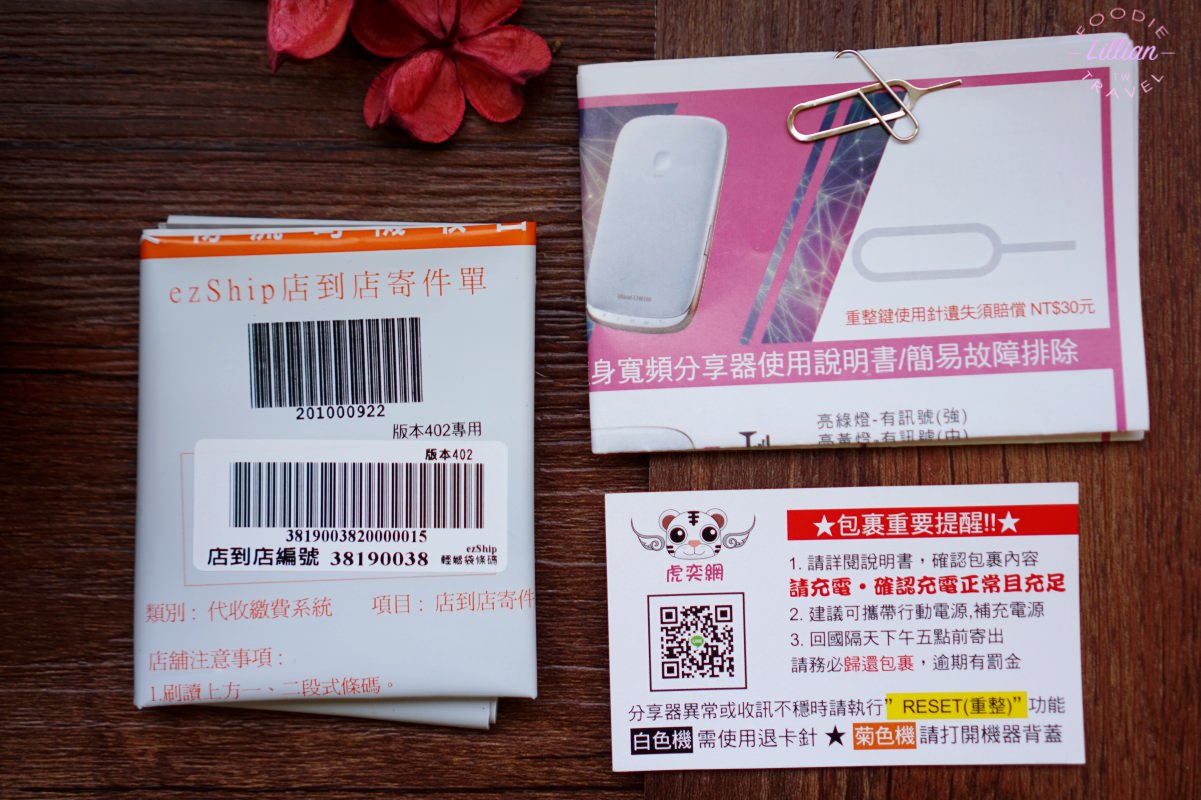 FOODIE
Lillian
TW
TRAVEL
ezShip店到店寄件單
201000922
版本402專用
版本402
3819003820000015
ezShip
店到店編號 38190038 輕鬆袋條碼
類別：代收繳費系統 項目：店到店寄件
店舖注意事項：
1.刷讀上方一、二段式條碼。
重整鍵使用針遺失須賠償 NT$30元
身寬頻分享器使用說明書/簡易故障排除
亮綠燈-有訊號(強)
亮黃燈-有訊號(中)
虎奕網
★包裹重要提醒!!★
1. 請詳閱說明書，確認包裹內容
請充電・確認充電正常且充足
2. 建議可攜帶行動電源,補充電源
3. 回國隔天下午五點前寄出
請務必歸還包裹，逾期有罰金
LINE
分享器異常或收訊不穩時請執行” RESET(重整)” 功能
白色機 需使用退卡針 ★ 菊色機 請打開機器背蓋